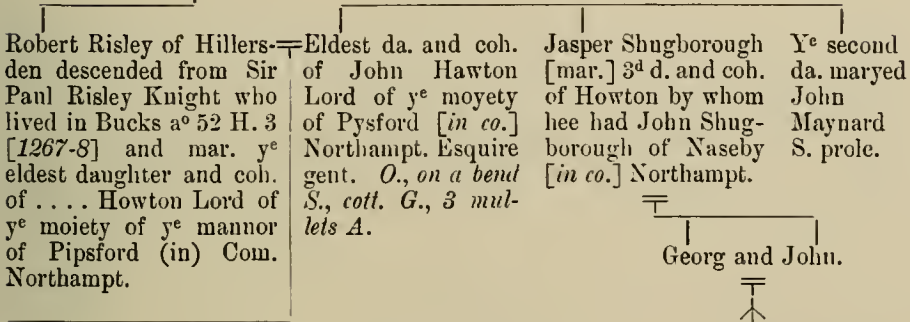 Robert Risley of Hillers-
den descended from Sir
Paul Risley Knight who
lived in Bucks aº 52 H. 3
[1267-8] and mar. yᵉ
eldest daughter and coh.
of . . . . Howton Lord of
yᵉ moiety of yᵉ mannor
of Pipsford (in) Com.
Northampt.
Eldest da. and coh.
of John Hawton
Lord of yᵉ moyety
of Pysford [in co.]
Northampt. Esquire
gent. O., on a bend
S., cott. G., 3 mul-
lets A.
Jasper Shugborough
[mar.] 3ᵈ d. and coh.
of Howton by whom
hee had John Shug-
borough of Naseby
[in co.] Northampt.
Yᵉ second
da. maryed
John
Maynard
S. prole.
Georg and John.